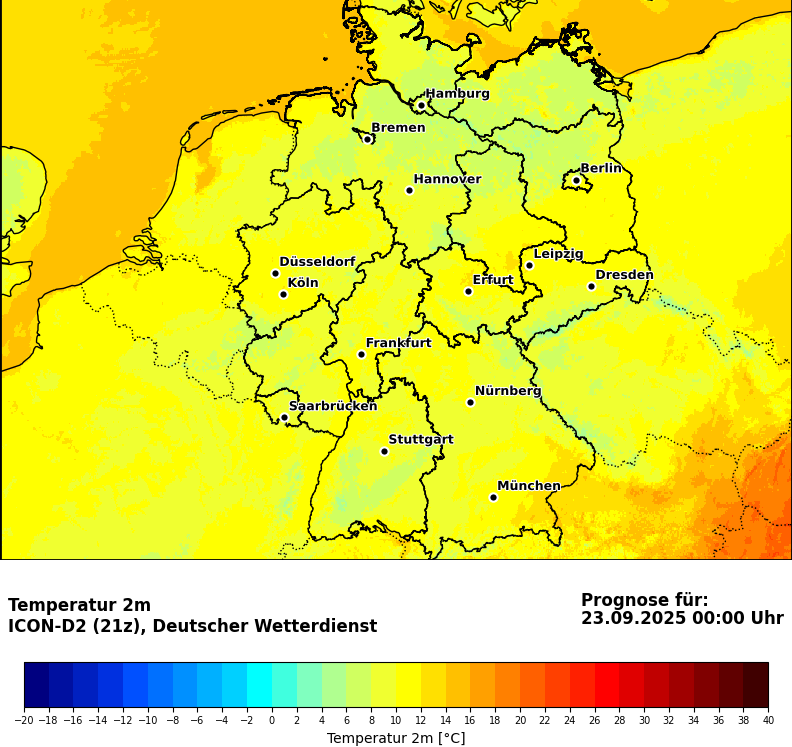 Hamburg
Bremen
Berlin
Hannover
Leipzig
Düsseldorf
Dresden
Köln
Erfurt
Frankfurt
Nürnberg
Saarbrücken
Stuttgart
München
Temperatur 2m
ICON-D2 (21z), Deutscher Wetterdienst
Prognose für:
23.09.2025 00:00 Uhr
−20 −18 −16 −14 −12 −10 −8 −6 −4 −2 0 2 4 6 8 10 12 14 16 18 20 22 24 26 28 30 32 34 36 38 40
Temperatur 2m [°C]